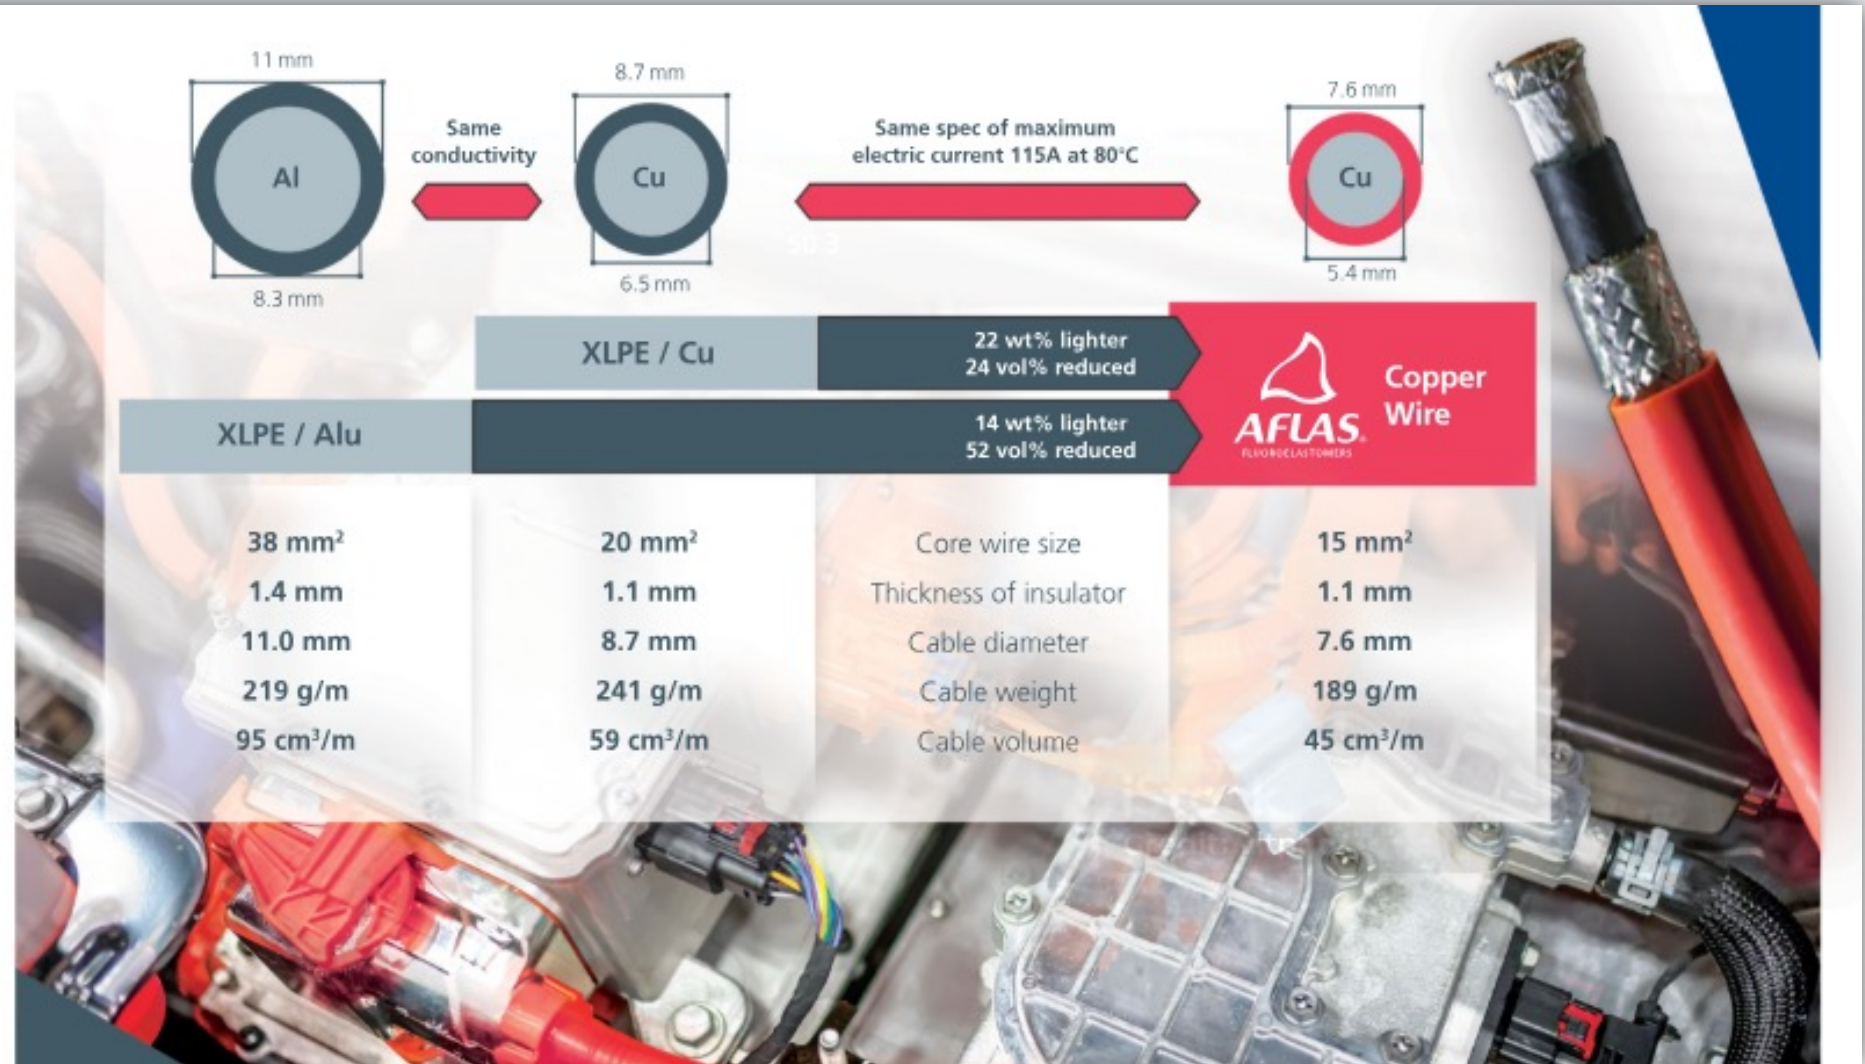 11 mm
8.7 mm
7.6 mm
Same
conductivity
Same spec of maximum
electric current 115A at 80°C
Al
Cu
Cu
50.3
8.3 mm
6.5 mm
5.4 mm
XLPE / Cu
22 wt% lighter
24 vol% reduced
XLPE / Alu
14 wt% lighter
52 vol% reduced
AFLAS®
FLUOROELASTOMERS
Copper
Wire
38 mm² 20 mm² Core wire size 15 mm²
1.4 mm 1.1 mm Thickness of insulator 1.1 mm
11.0 mm 8.7 mm Cable diameter 7.6 mm
219 g/m 241 g/m Cable weight 189 g/m
95 cm³/m 59 cm³/m Cable volume 45 cm³/m